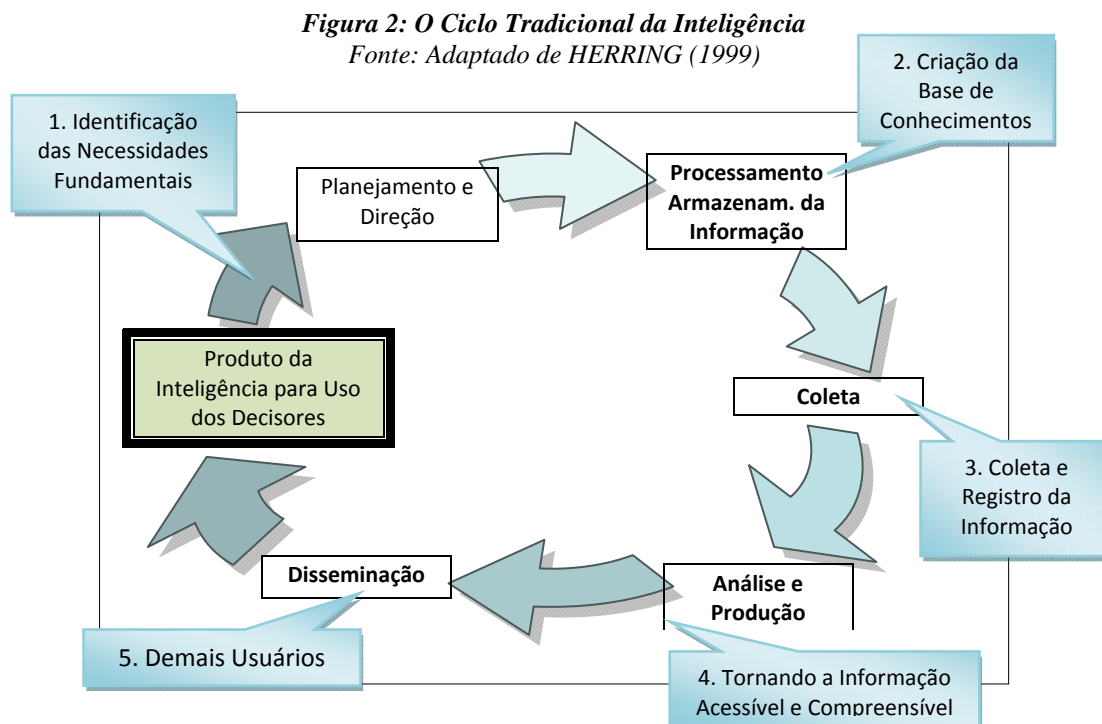 Figura 2: O Ciclo Tradicional da Inteligência
Fonte: Adaptado de HERRING (1999)
1. Identificação
das Necessidades
Fundamentais
2. Criação da
Base de
Conhecimentos
Planejamento e
Direção
Processamento
Armazenam. da
Informação
Produto da
Inteligência para Uso
dos Decisores
Coleta
3. Coleta e
Registro da
Informação
Disseminação
Análise e
Produção
5. Demais Usuários
4. Tornando a Informação
Acessível e Compreensível